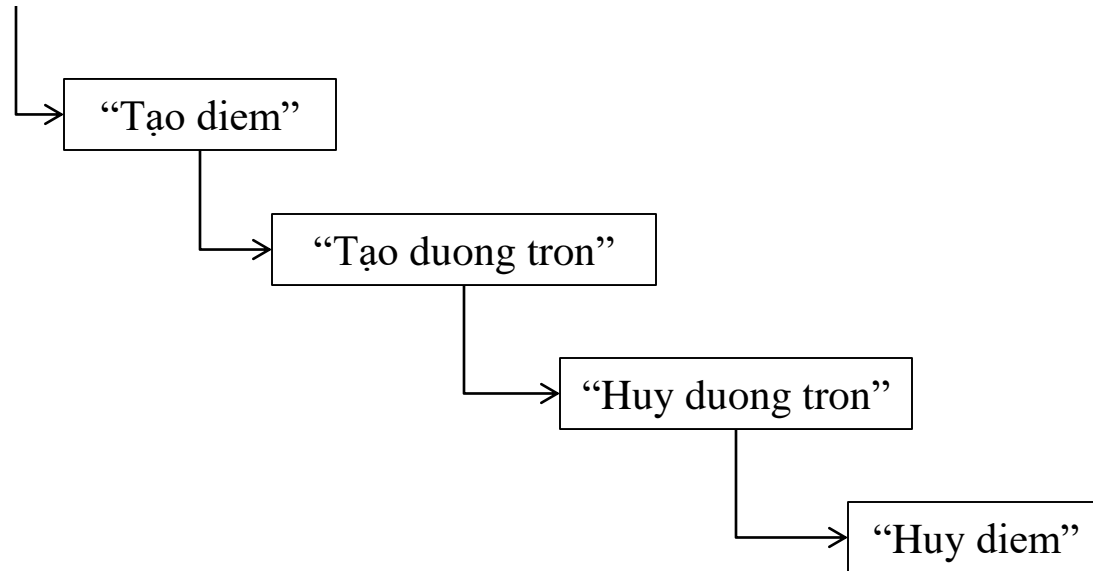 “Tạo diem”
“Tạo duong tron”
“Huy duong tron”
“Huy diem”